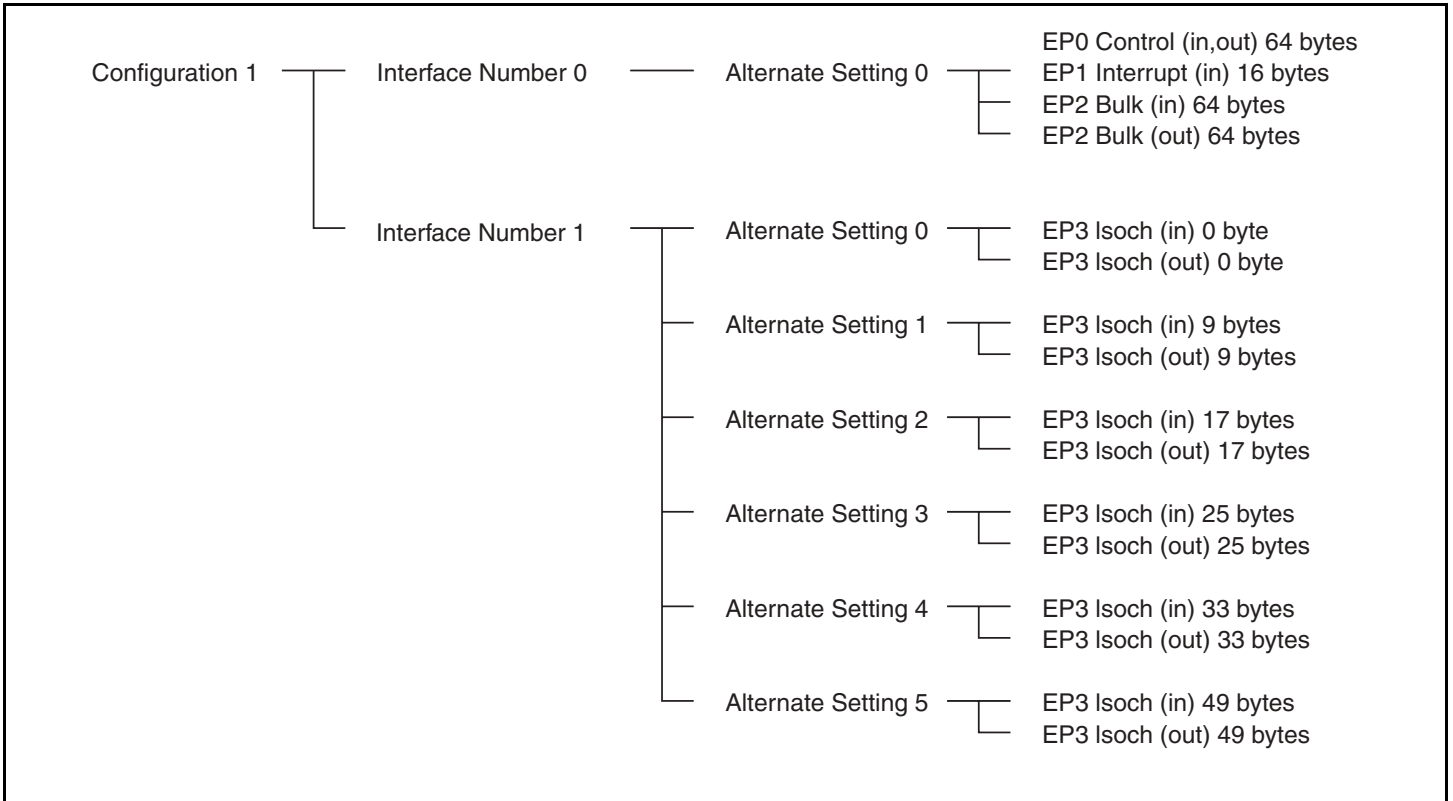 EP0 Control (in,out) 64 bytes
Configuration 1 Interface Number 0 Alternate Setting 0 EP1 Interrupt (in) 16 bytes
EP2 Bulk (in) 64 bytes
EP2 Bulk (out) 64 bytes
Interface Number 1 Alternate Setting 0 EP3 Isoch (in) 0 byte
EP3 Isoch (out) 0 byte
Alternate Setting 1 EP3 Isoch (in) 9 bytes
EP3 Isoch (out) 9 bytes
Alternate Setting 2 EP3 Isoch (in) 17 bytes
EP3 Isoch (out) 17 bytes
Alternate Setting 3 EP3 Isoch (in) 25 bytes
EP3 Isoch (out) 25 bytes
Alternate Setting 4 EP3 Isoch (in) 33 bytes
EP3 Isoch (out) 33 bytes
Alternate Setting 5 EP3 Isoch (in) 49 bytes
EP3 Isoch (out) 49 bytes